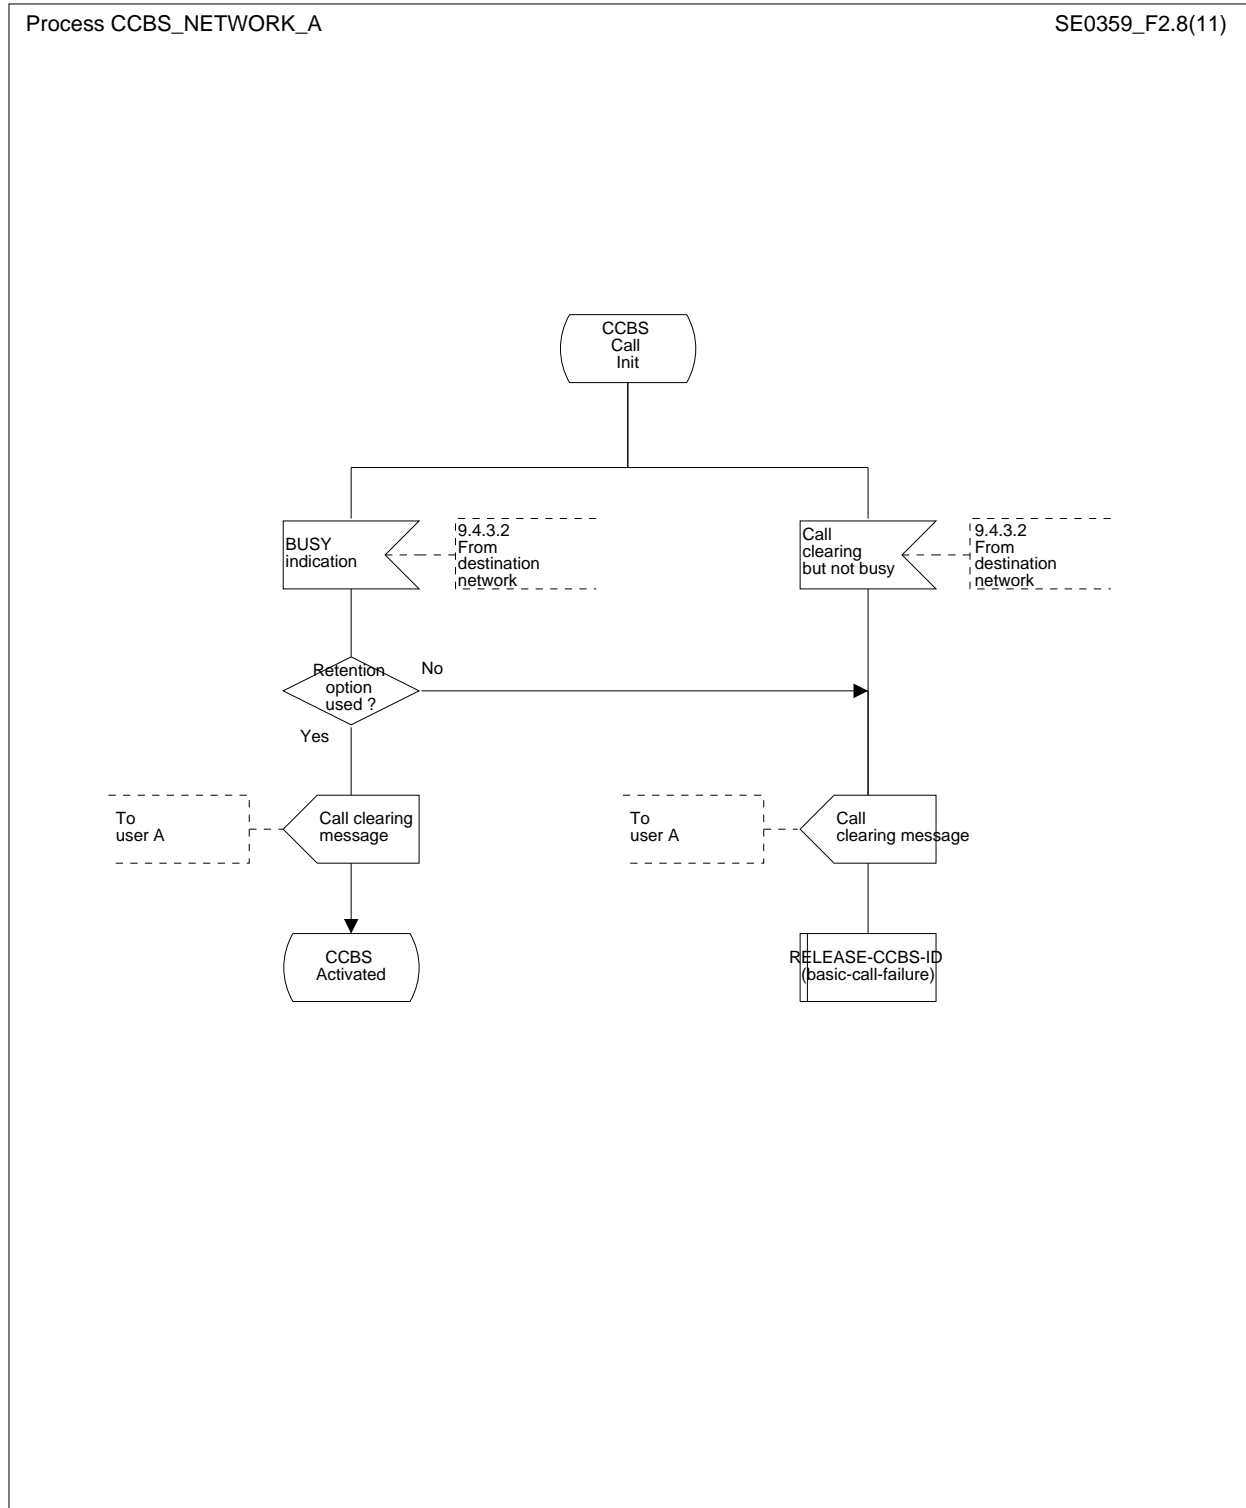 Process CCBS_NETWORK_A
SE0359_F2.8(11)
CCBS
Call
Init
BUSY
indication
9.4.3.2
From
destination
network
Call
clearing
but not busy
9.4.3.2
From
destination
network
Retention
option
used ?
No
Yes
To
user A
Call clearing
message
To
user A
Call
clearing message
CCBS
Activated
RELEASE-CCBS-ID
(basic-call-failure)